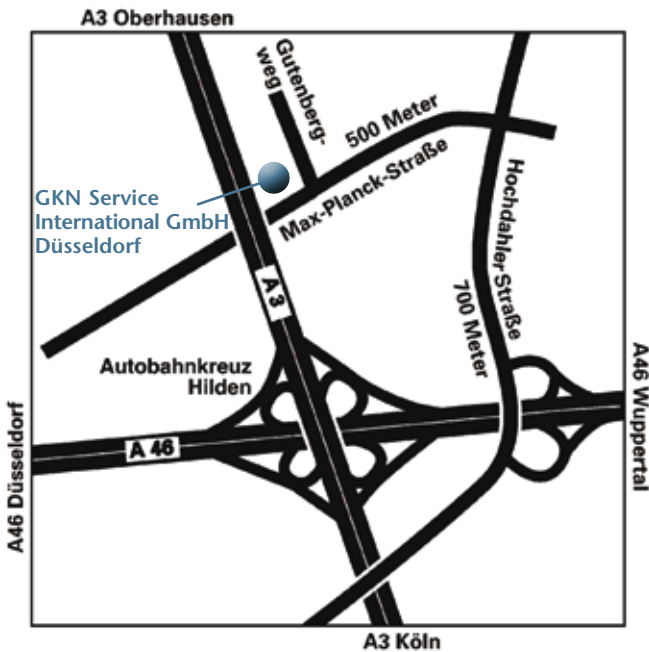 A3 Oberhausen
Gutenberg-
weg
500 Meter
Max-Planck-Straße
GKN Service
International GmbH
Düsseldorf
Hochdahler Straße
700 Meter
A 3
Autobahnkreuz
Hilden
A 46
A46 Düsseldorf
A46 Wuppertal
A3 Köln